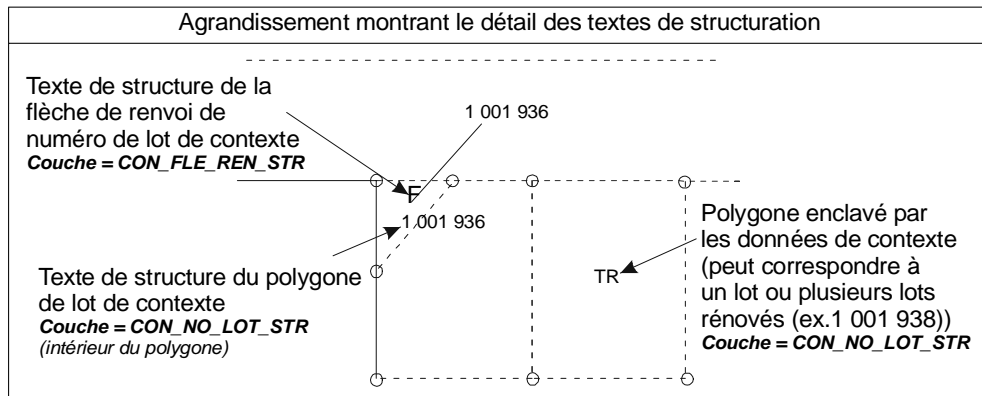 Agrandissement montrant le détail des textes de structuration
Texte de structure de la
flèche de renvoi de
numéro de lot de contexte
Couche = CON_FLE_REN_STR
1 001 936
F
1 001 936
Texte de structure du polygone
de lot de contexte
Couche = CON_NO_LOT_STR
(intérieur du polygone)
TR
Polygone enclavé par
les données de contexte
(peut correspondre à
un lot ou plusieurs lots
rénovés (ex.1 001 938))
Couche = CON_NO_LOT_STR